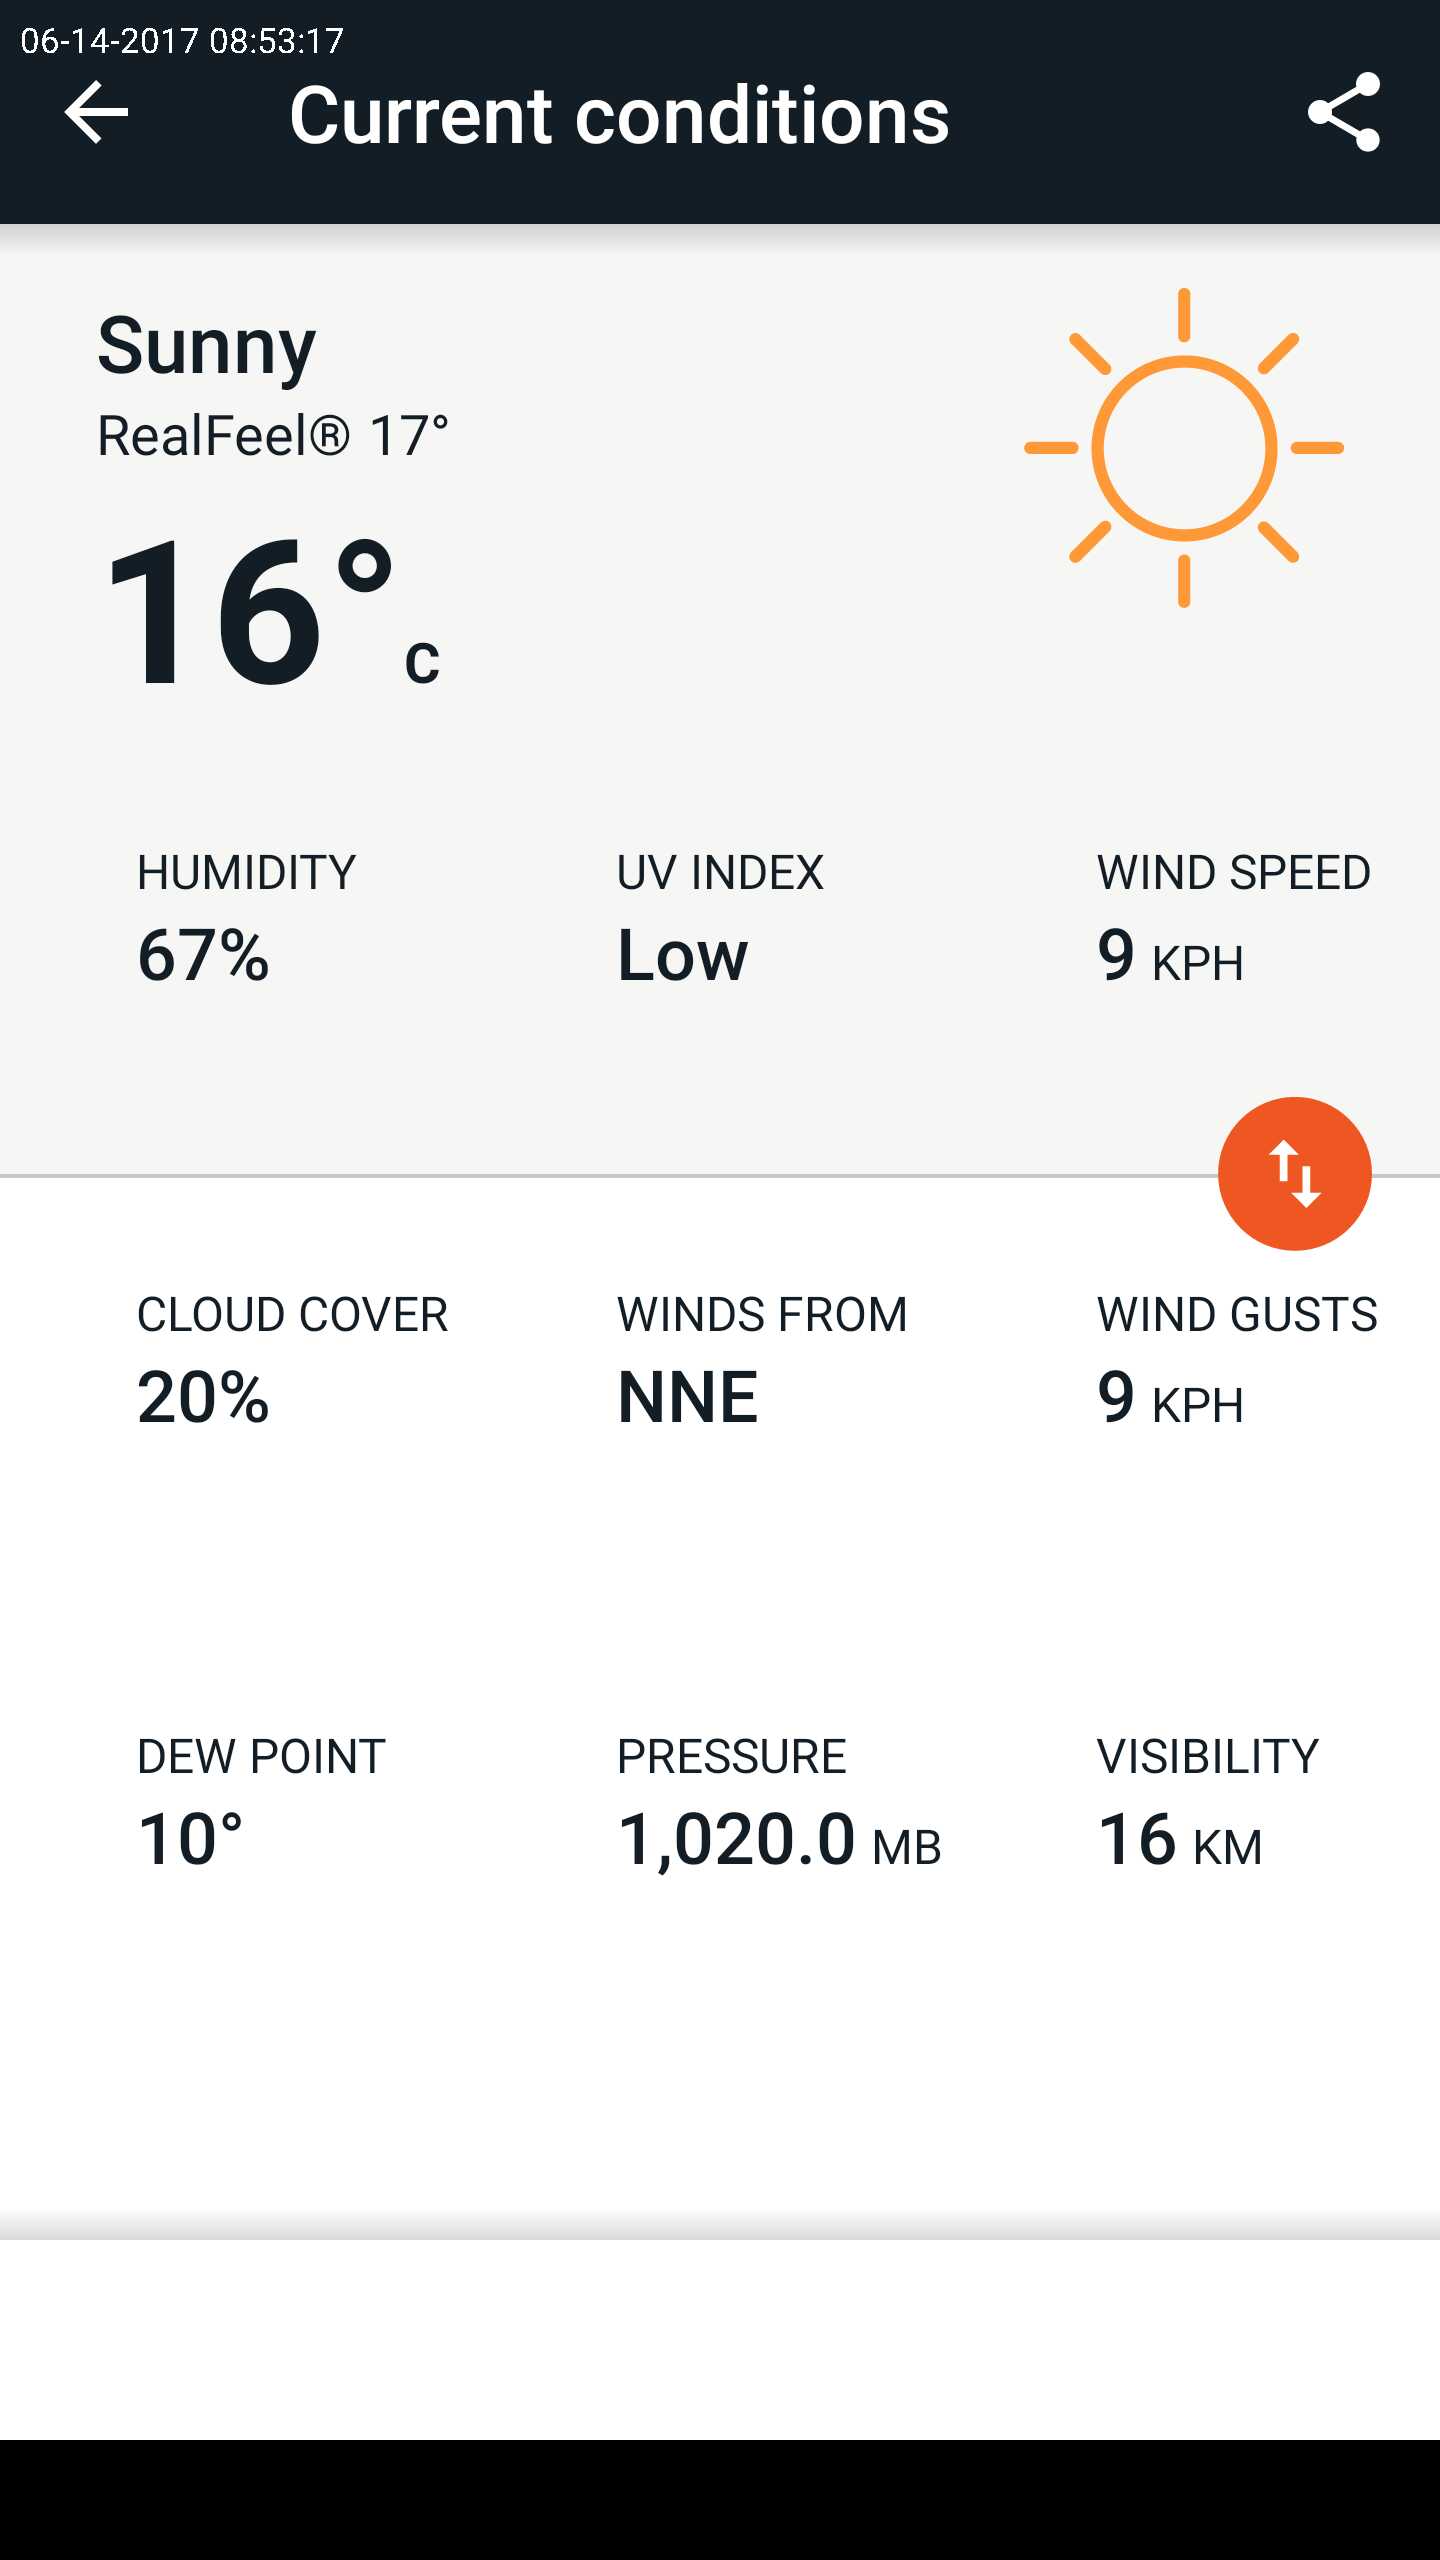 06-14-2017 08:53:17
Current conditions
Sunny
RealFeel® 17°
16°C
HUMIDITY UV INDEX WIND SPEED
67% Low 9 KPH
CLOUD COVER WINDS FROM WIND GUSTS
20% NNE 9 KPH
DEW POINT PRESSURE VISIBILITY
10° 1,020.0 MB 16 KM